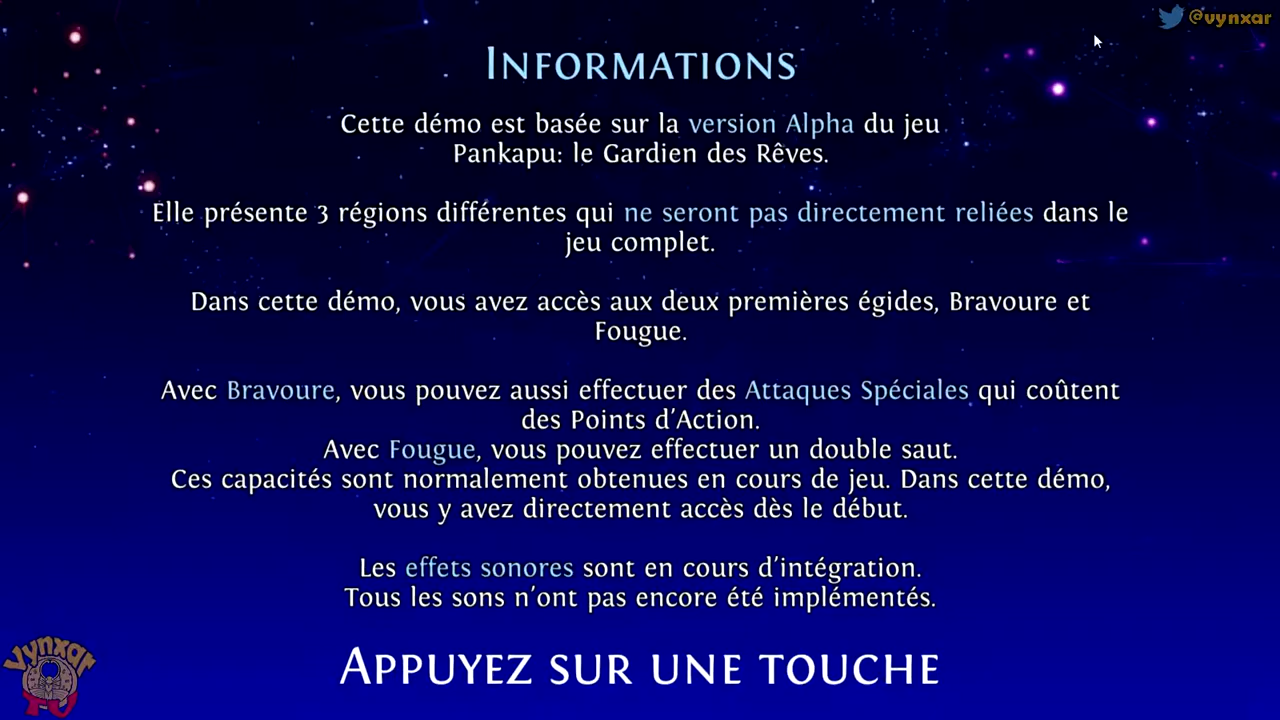 @vynxar
Informations
Cette démo est basée sur la version Alpha du jeu
Pankapu: le Gardien des Rêves.
Elle présente 3 régions différentes qui ne seront pas directement reliées dans le
jeu complet.
Dans cette démo, vous avez accès aux deux premières égides, Bravoure et
Fougue.
Avec Bravoure, vous pouvez aussi effectuer des Attaques Spéciales qui coûtent
des Points d'Action.
Avec Fougue, vous pouvez effectuer un double saut.
Ces capacités sont normalement obtenues en cours de jeu. Dans cette démo,
vous y avez directement accès dès le début.
Les effets sonores sont en cours d'intégration.
Tous les sons n'ont pas encore été implémentés.
Vynxar
Appuyez sur une touche